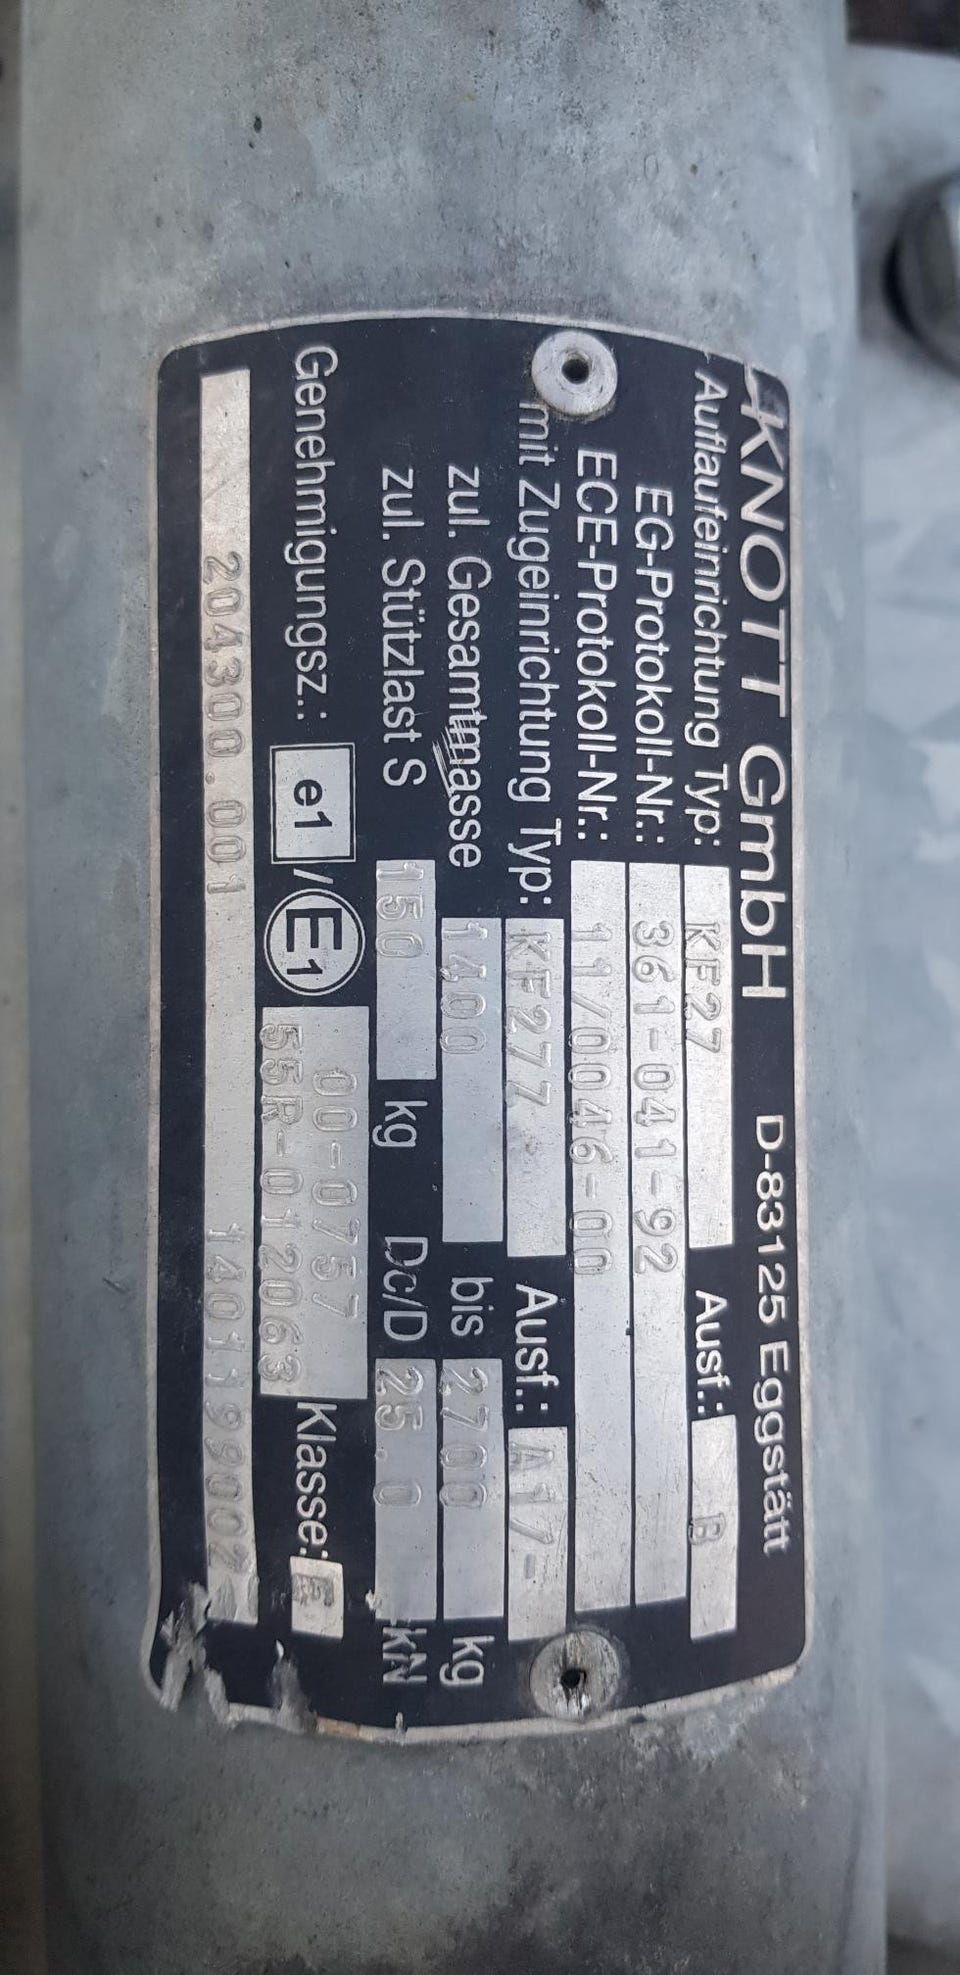 KNOTT GmbH D-83125 Eggstätt
Auflaufeinrichtung Typ: KF27 Ausf.: B
EG-Protokoll-Nr.: 361-041-92
ECE-Protokoll-Nr.: 11/0046-00
mit Zugeinrichtung Typ: KF277 Ausf.: A17-
zul. Gesamtmasse 1400 bis 2700 kg
zul. Stützlast S 150 kg Dc/D 25.0 kN
00-0757
Genehmigungsz.: e1 / E1 55R-012063 Klasse: E
204300.001 1401199002